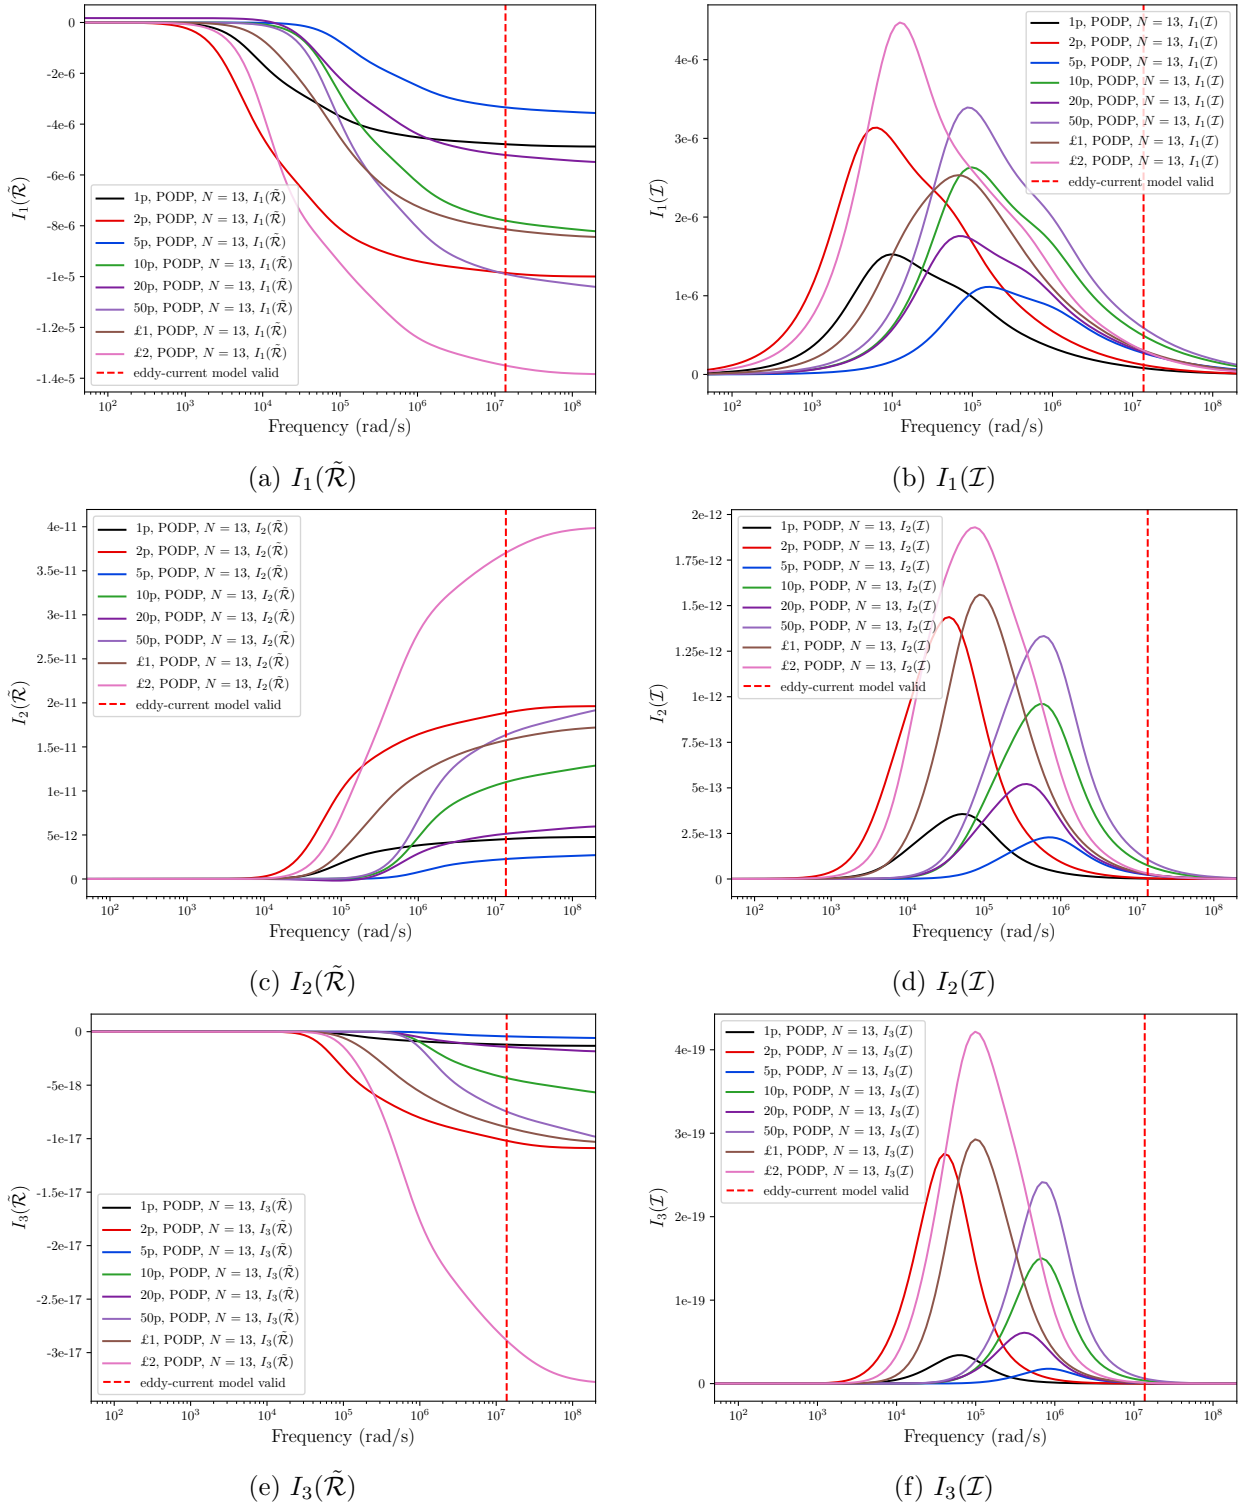 0
-2e-6
-4e-6
-6e-6
-8e-6
-1e-5
-1.2e-5
-1.4e-5
I₁(R̃)
1p, PODP, N = 13, I₁(R̃)
2p, PODP, N = 13, I₁(R̃)
5p, PODP, N = 13, I₁(R̃)
10p, PODP, N = 13, I₁(R̃)
20p, PODP, N = 13, I₁(R̃)
50p, PODP, N = 13, I₁(R̃)
£1, PODP, N = 13, I₁(R̃)
£2, PODP, N = 13, I₁(R̃)
eddy-current model valid
10² 10³ 10⁴ 10⁵ 10⁶ 10⁷ 10⁸
Frequency (rad/s)
(a) I₁(R̃)
4e-6
3e-6
2e-6
1e-6
0
I₁(I)
1p, PODP, N = 13, I₁(I)
2p, PODP, N = 13, I₁(I)
5p, PODP, N = 13, I₁(I)
10p, PODP, N = 13, I₁(I)
20p, PODP, N = 13, I₁(I)
50p, PODP, N = 13, I₁(I)
£1, PODP, N = 13, I₁(I)
£2, PODP, N = 13, I₁(I)
eddy-current model valid
10² 10³ 10⁴ 10⁵ 10⁶ 10⁷ 10⁸
Frequency (rad/s)
(b) I₁(I)
4e-11
3.5e-11
3e-11
2.5e-11
2e-11
1.5e-11
1e-11
5e-12
0
I₂(R̃)
1p, PODP, N = 13, I₂(R̃)
2p, PODP, N = 13, I₂(R̃)
5p, PODP, N = 13, I₂(R̃)
10p, PODP, N = 13, I₂(R̃)
20p, PODP, N = 13, I₂(R̃)
50p, PODP, N = 13, I₂(R̃)
£1, PODP, N = 13, I₂(R̃)
£2, PODP, N = 13, I₂(R̃)
eddy-current model valid
10² 10³ 10⁴ 10⁵ 10⁶ 10⁷ 10⁸
Frequency (rad/s)
(c) I₂(R̃)
2e-12
1.75e-12
1.5e-12
1.25e-12
1e-12
7.5e-13
5e-13
2.5e-13
0
I₂(I)
1p, PODP, N = 13, I₂(I)
2p, PODP, N = 13, I₂(I)
5p, PODP, N = 13, I₂(I)
10p, PODP, N = 13, I₂(I)
20p, PODP, N = 13, I₂(I)
50p, PODP, N = 13, I₂(I)
£1, PODP, N = 13, I₂(I)
£2, PODP, N = 13, I₂(I)
eddy-current model valid
10² 10³ 10⁴ 10⁵ 10⁶ 10⁷ 10⁸
Frequency (rad/s)
(d) I₂(I)
0
-5e-18
-1e-17
-1.5e-17
-2e-17
-2.5e-17
-3e-17
I₃(R̃)
1p, PODP, N = 13, I₃(R̃)
2p, PODP, N = 13, I₃(R̃)
5p, PODP, N = 13, I₃(R̃)
10p, PODP, N = 13, I₃(R̃)
20p, PODP, N = 13, I₃(R̃)
50p, PODP, N = 13, I₃(R̃)
£1, PODP, N = 13, I₃(R̃)
£2, PODP, N = 13, I₃(R̃)
eddy-current model valid
10² 10³ 10⁴ 10⁵ 10⁶ 10⁷ 10⁸
Frequency (rad/s)
(e) I₃(R̃)
4e-19
3e-19
2e-19
1e-19
0
I₃(I)
1p, PODP, N = 13, I₃(I)
2p, PODP, N = 13, I₃(I)
5p, PODP, N = 13, I₃(I)
10p, PODP, N = 13, I₃(I)
20p, PODP, N = 13, I₃(I)
50p, PODP, N = 13, I₃(I)
£1, PODP, N = 13, I₃(I)
£2, PODP, N = 13, I₃(I)
eddy-current model valid
10² 10³ 10⁴ 10⁵ 10⁶ 10⁷ 10⁸
Frequency (rad/s)
(f) I₃(I)